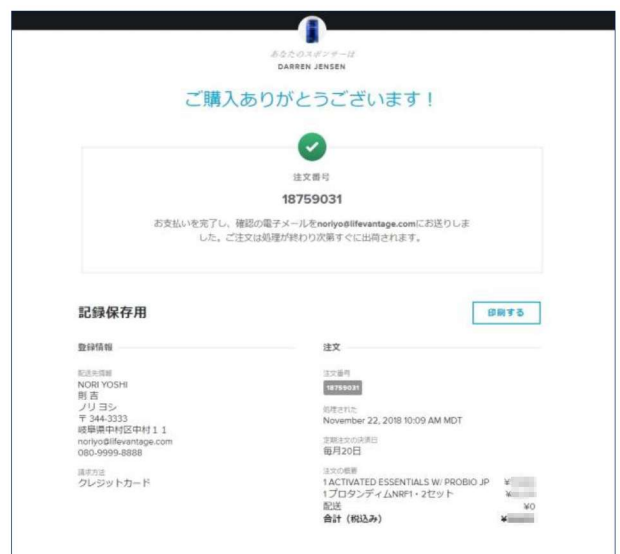 あなたのスポンサーは
DARREN JENSEN
ご購入ありがとうございます！
注文番号
18759031
お支払いを完了し、確認の電子メールをnoriyo@lifevantage.comにお送りしま
した。ご注文は処理が終わり次第すぐに出荷されます。
記録保存用
印刷する
登録情報
配送先情報
NORI YOSHI
則 吉
ノリ ヨシ
〒 344-3333
岐阜県中村区中村１１
noriyo@lifevantage.com
080-9999-8888
請求方法
クレジットカード
注文
注文番号
18759031
処理された
November 22, 2018 10:09 AM MDT
定期注文の決済日
毎月20日
注文の概要
1 ACTIVATED ESSENTIALS W/ PROBIO JP ¥
1 プロタンディムNRF1・2セット ¥
配送 ¥0
合計（税込み） ¥